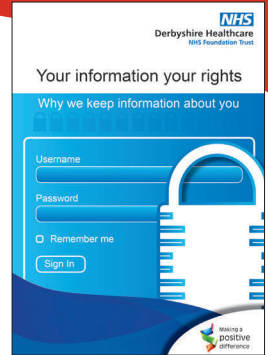 NHS
Derbyshire Healthcare
NHS Foundation Trust
Your information your rights
Why we keep information about you
Username
Password
Remember me
Sign In
Making a
positive
difference